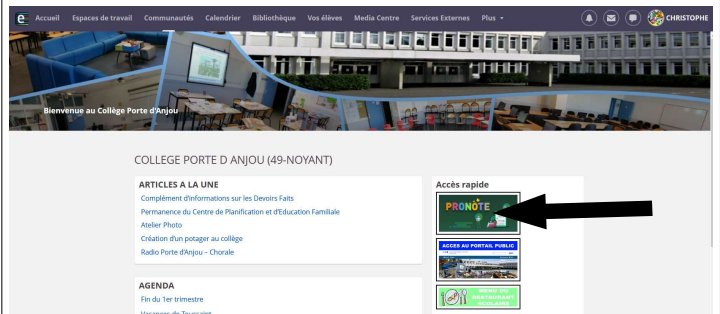 e Accueil Espaces de travail Communautés Calendrier Bibliothèque Vos élèves Media Centre Services Externes Plus CHRISTOPHE
Bienvenue au Collège Porte d'Anjou
COLLEGE PORTE D ANJOU (49-NOYANT)
ARTICLES A LA UNE
Complément d'informations sur les Devoirs Faits
Permanence du Centre de Planification et d'Education Familiale
Atelier Photo
Création d'un potager au collège
Radio Porte d'Anjou – Chorale
AGENDA
Fin du 1er trimestre
Vacances de Toussaint
Accès rapide
PRONOTE
ACCES AU PORTAIL PUBLIC
MENU DU
RESTAURANT
SCOLAIRE